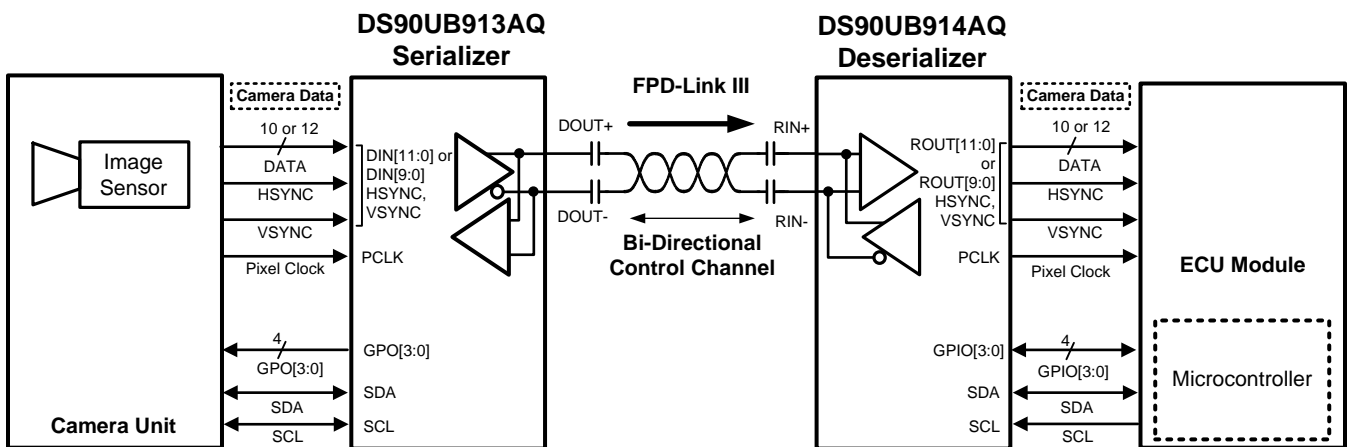 DS90UB913AQ
Serializer
DS90UB914AQ
Deserializer
Camera Data
10 or 12
DATA
HSYNC
VSYNC
Pixel Clock
Image
Sensor
DIN[11:0] or
DIN[9:0]
HSYNC,
VSYNC
PCLK
4
GPO[3:0]
GPO[3:0]
SDA
SDA
SCL
SCL
Camera Unit
FPD-Link III
DOUT+
DOUT-
RIN+
RIN-
Bi-Directional
Control Channel
ROUT[11:0]
or
ROUT[9:0]
HSYNC,
VSYNC
PCLK
GPIO[3:0]
SDA
SCL
Camera Data
10 or 12
DATA
HSYNC
VSYNC
Pixel Clock
4
GPIO[3:0]
SDA
SCL
ECU Module
Microcontroller